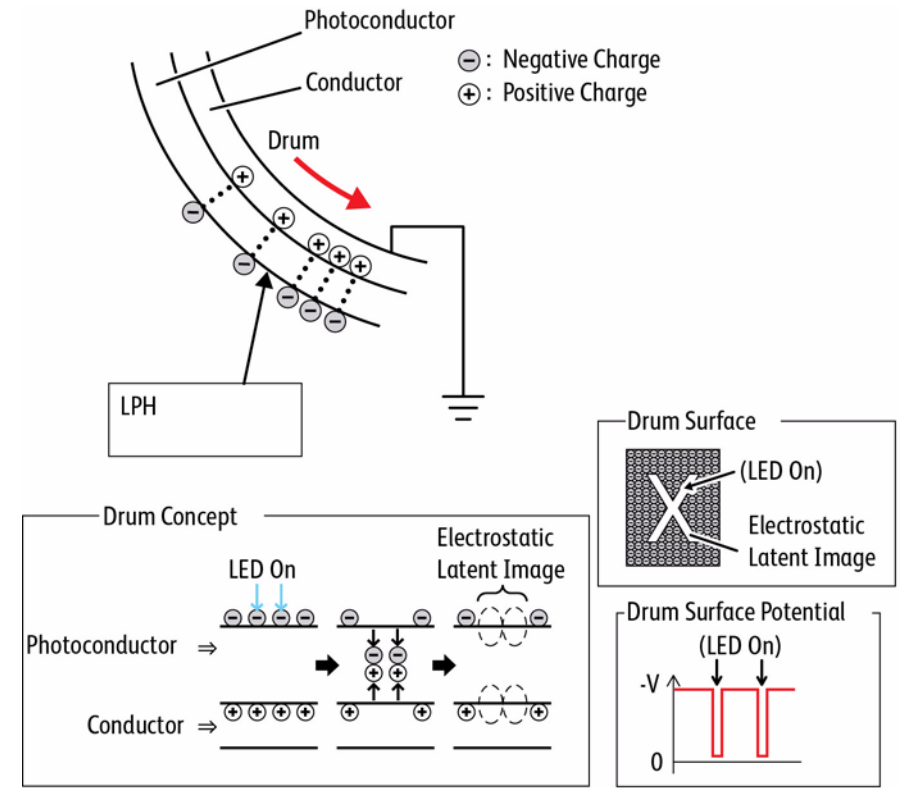 Photoconductor
⊖ : Negative Charge
Conductor
⊕ : Positive Charge
Drum
LPH
Drum Surface
(LED On)
Electrostatic
Latent Image
Drum Concept
LED On
Electrostatic
Latent Image
Photoconductor ⇒
Conductor ⇒
Drum Surface Potential
(LED On)
-V
0